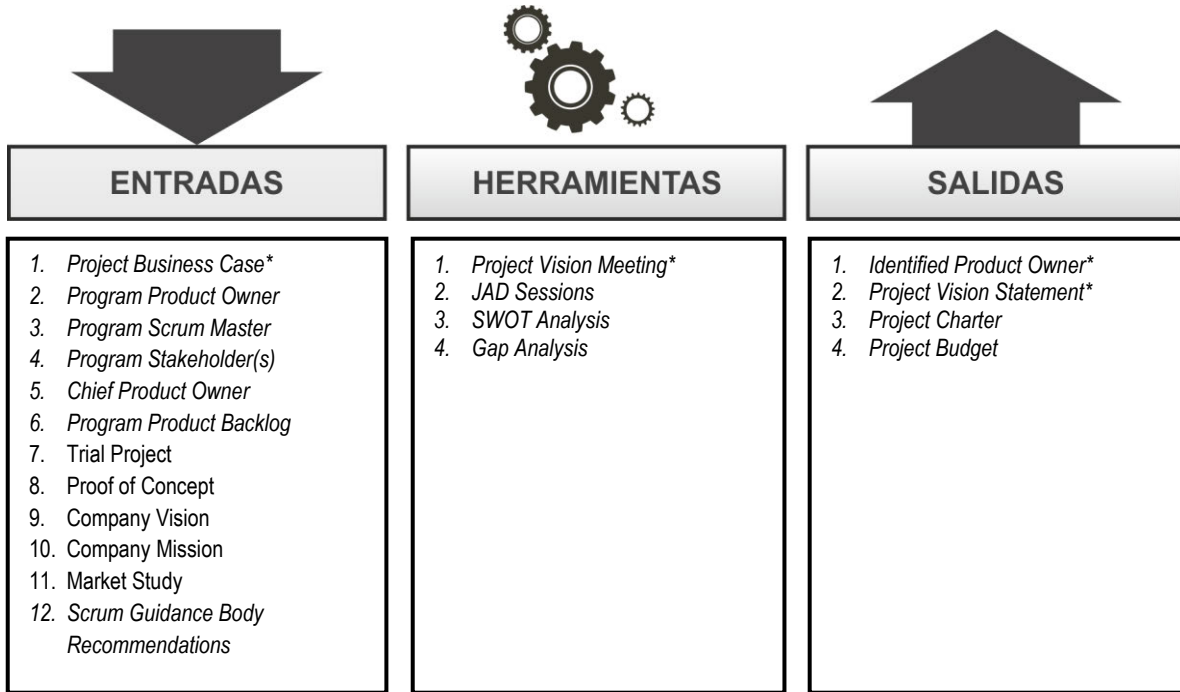 ENTRADAS
1. Project Business Case*
2. Program Product Owner
3. Program Scrum Master
4. Program Stakeholder(s)
5. Chief Product Owner
6. Program Product Backlog
7. Trial Project
8. Proof of Concept
9. Company Vision
10. Company Mission
11. Market Study
12. Scrum Guidance Body
Recommendations
HERRAMIENTAS
1. Project Vision Meeting*
2. JAD Sessions
3. SWOT Analysis
4. Gap Analysis
SALIDAS
1. Identified Product Owner*
2. Project Vision Statement*
3. Project Charter
4. Project Budget